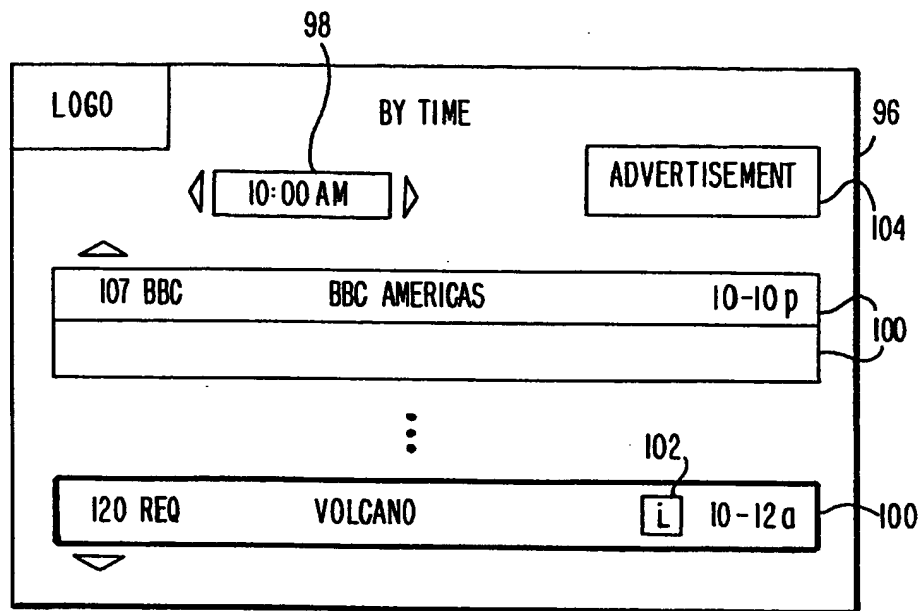 98
LOGO
BY TIME
96
10:00 AM
ADVERTISEMENT
104
107 BBC BBC AMERICAS 10-10 p
100
102
120 REQ VOLCANO i 10-12 a
100